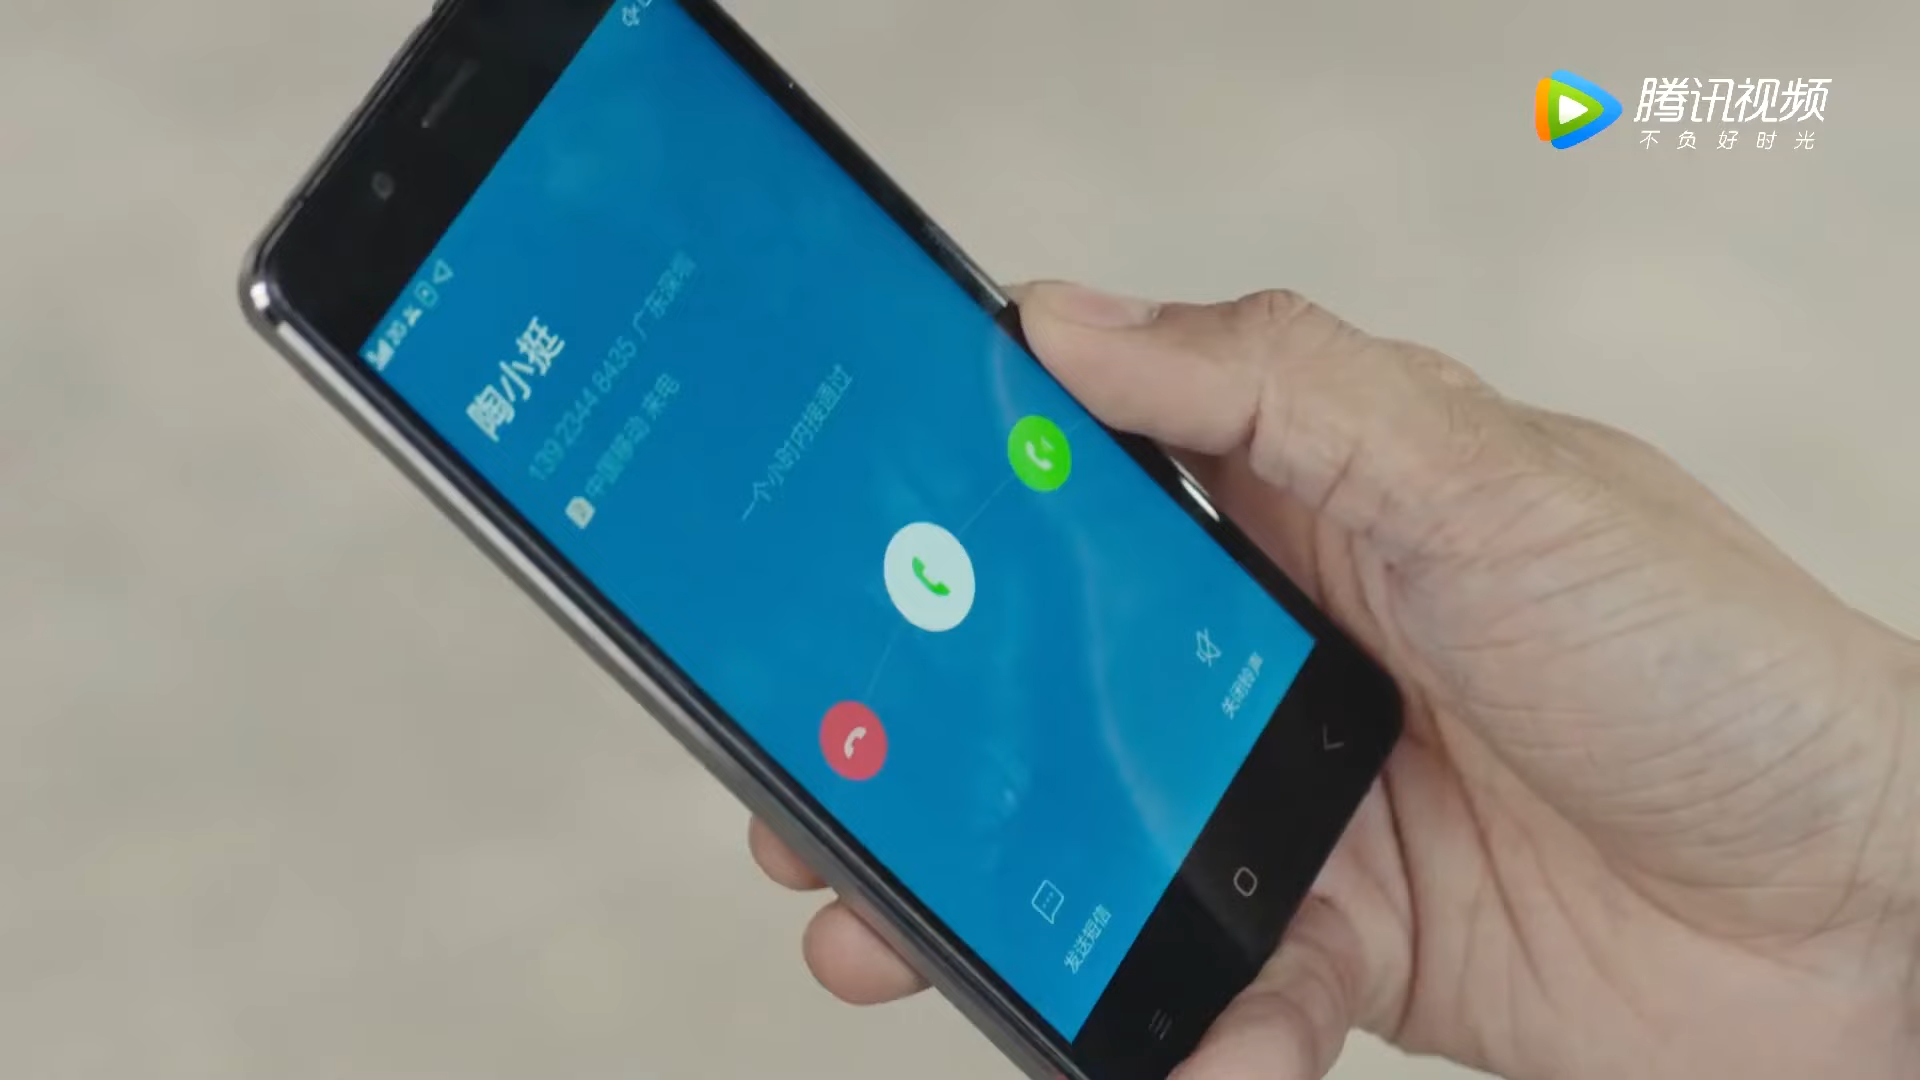 腾讯视频
不负好时光
3G
陶小挺
139 2344 6435 广东深圳
中国移动 来电
一个小时内接通过
关闭铃声
发送短信